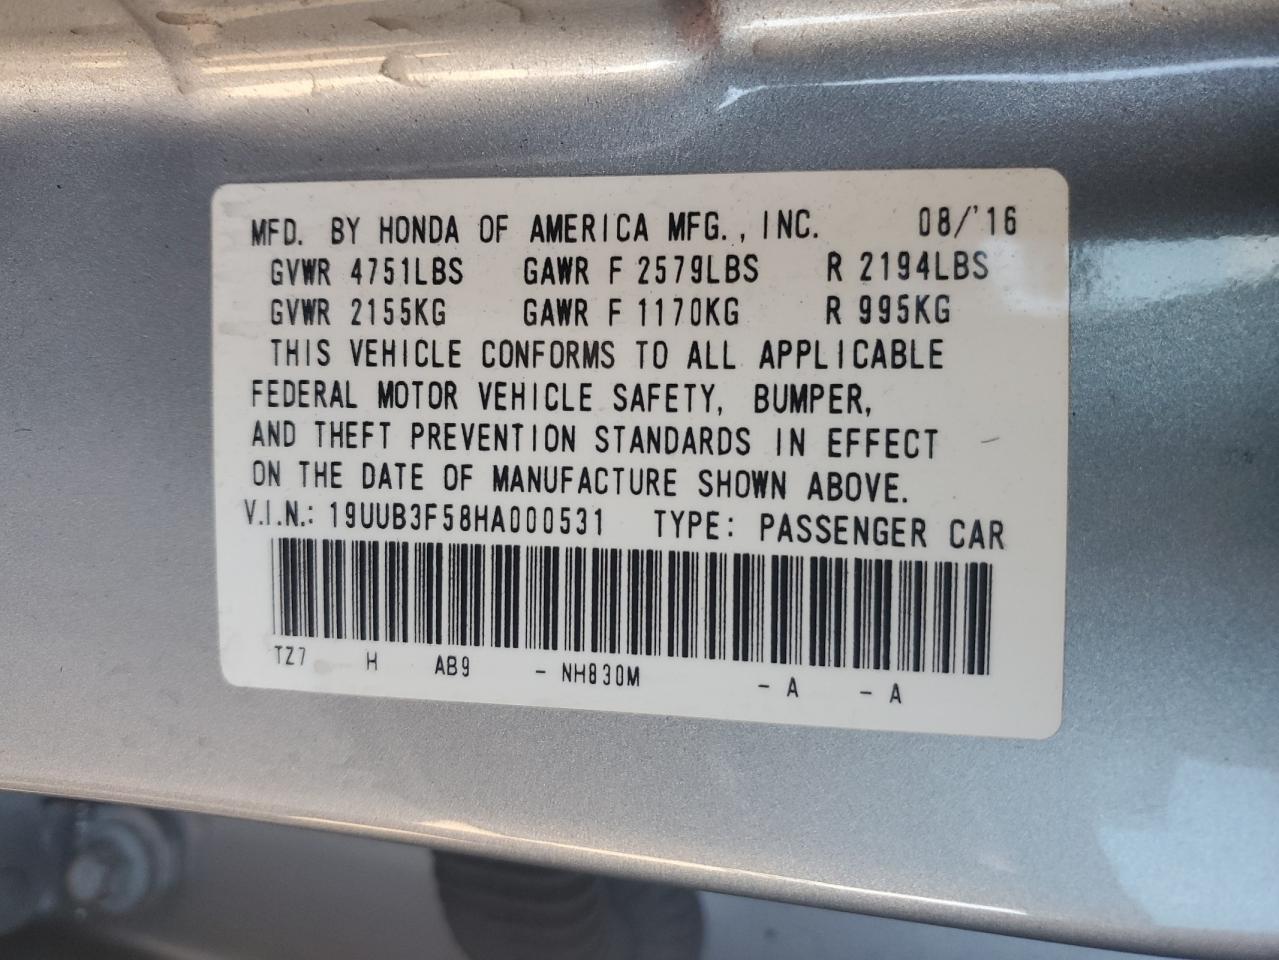 MFD. BY HONDA OF AMERICA MFG., INC. 08/'16
GVWR 4751LBS GAWR F 2579LBS R 2194LBS
GVWR 2155KG GAWR F 1170KG R 995KG
THIS VEHICLE CONFORMS TO ALL APPLICABLE
FEDERAL MOTOR VEHICLE SAFETY, BUMPER,
AND THEFT PREVENTION STANDARDS IN EFFECT
ON THE DATE OF MANUFACTURE SHOWN ABOVE.
V.I.N.: 19UUB3F58HA000531 TYPE: PASSENGER CAR
TZ7 H AB9 - NH830M - A - A